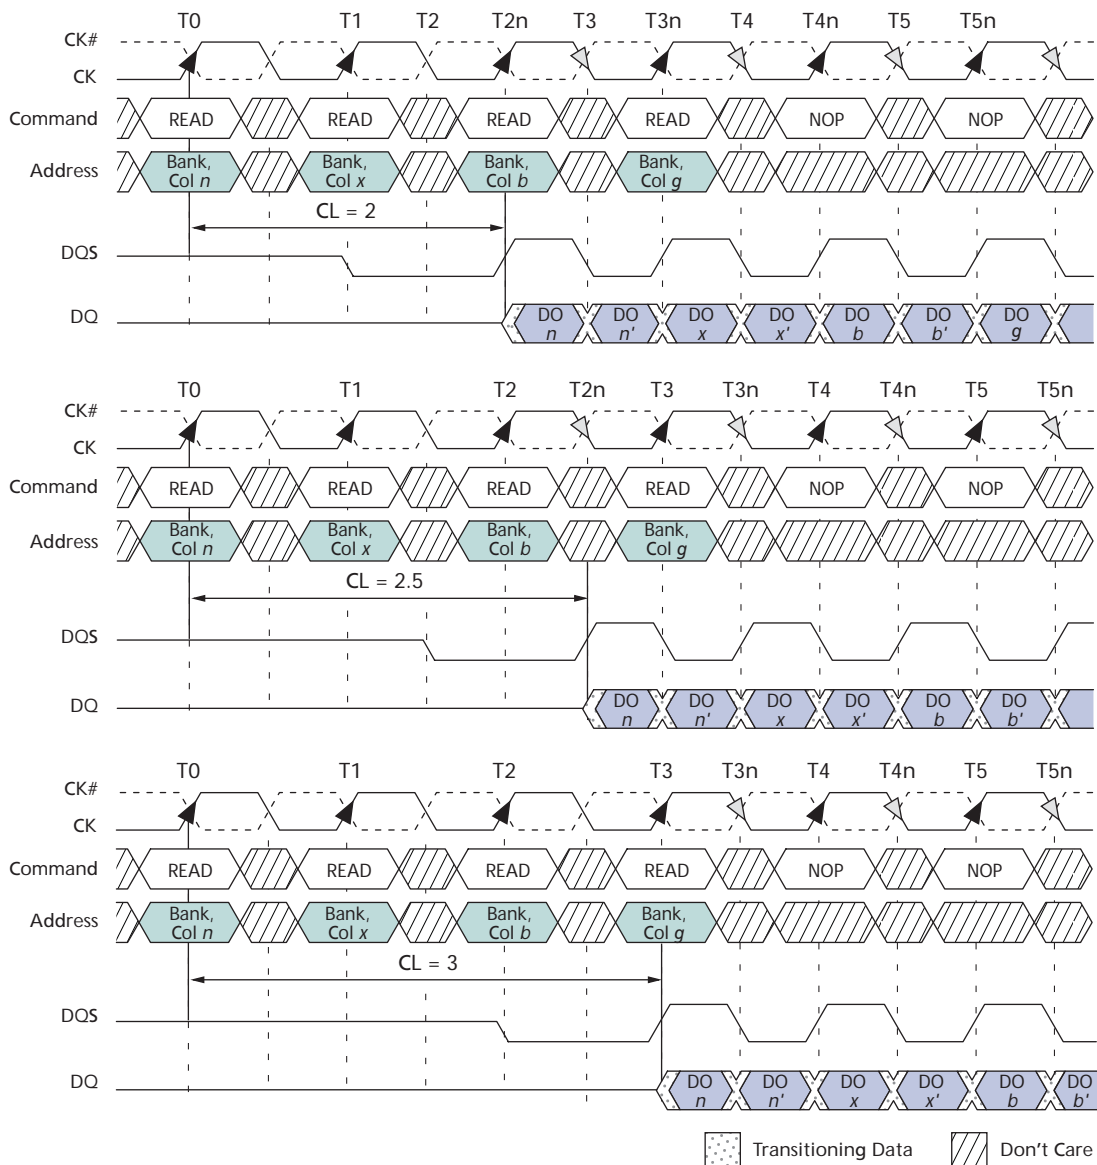 T0 T1 T2 T2n T3 T3n T4 T4n T5 T5n
CK#
CK
Command READ READ READ READ NOP NOP
Address Bank, Col n Bank, Col x Bank, Col b Bank, Col g
CL = 2
DQS
DQ DO n DO n' DO x DO x' DO b DO b' DO g
T0 T1 T2 T2n T3 T3n T4 T4n T5 T5n
CK#
CK
Command READ READ READ READ NOP NOP
Address Bank, Col n Bank, Col x Bank, Col b Bank, Col g
CL = 2.5
DQS
DQ DO n DO n' DO x DO x' DO b DO b'
T0 T1 T2 T3 T3n T4 T4n T5 T5n
CK#
CK
Command READ READ READ READ NOP NOP
Address Bank, Col n Bank, Col x Bank, Col b Bank, Col g
CL = 3
DQS
DQ DO n DO n' DO x DO x' DO b DO b'
Transitioning Data Don't Care